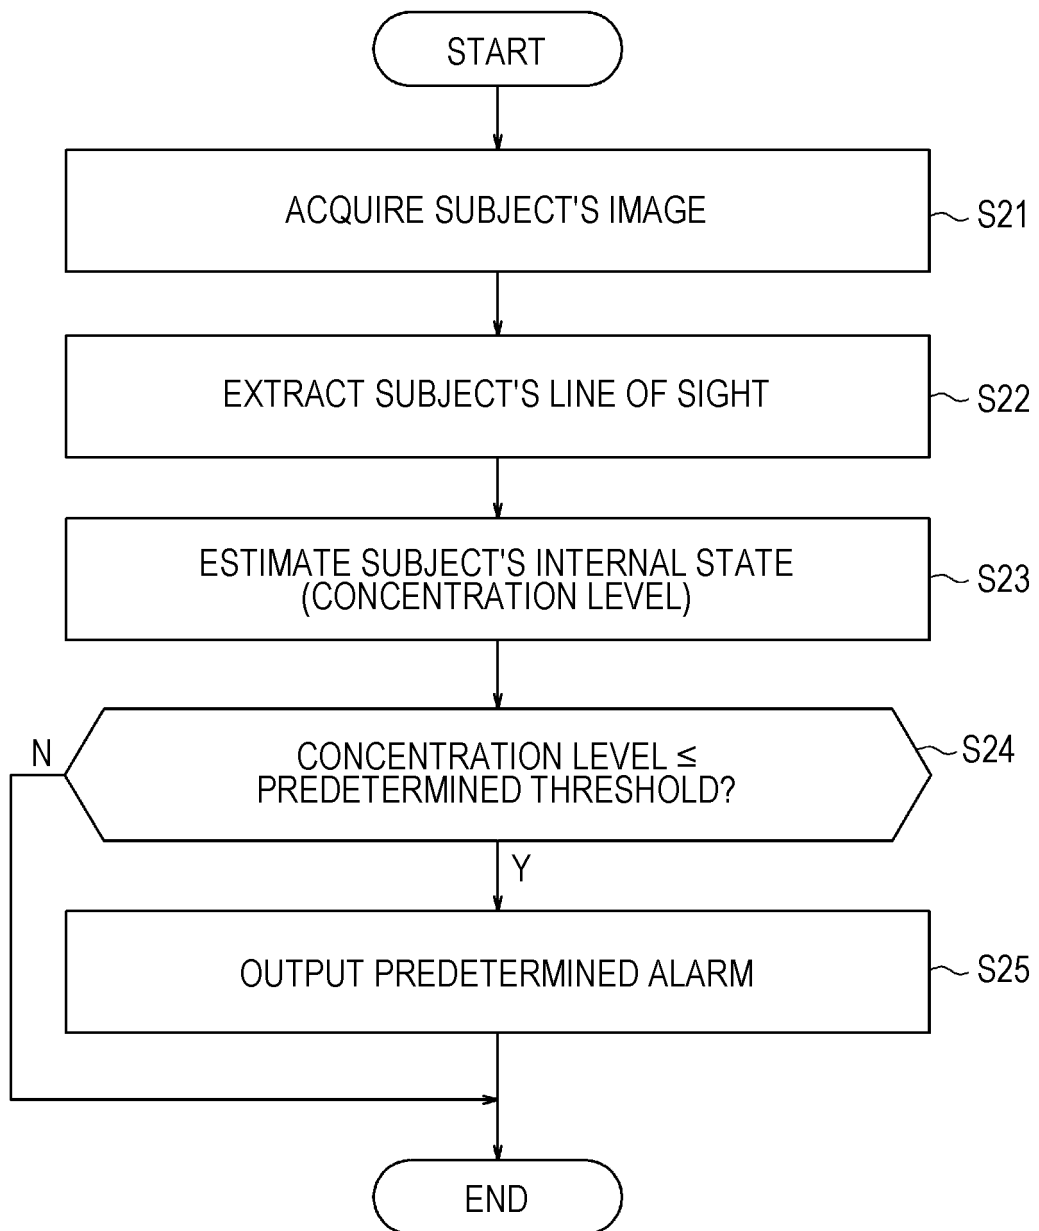 START
ACQUIRE SUBJECT'S IMAGE
S21
EXTRACT SUBJECT'S LINE OF SIGHT
S22
ESTIMATE SUBJECT'S INTERNAL STATE
(CONCENTRATION LEVEL)
S23
N
CONCENTRATION LEVEL ≤
PREDETERMINED THRESHOLD?
S24
Y
OUTPUT PREDETERMINED ALARM
S25
END